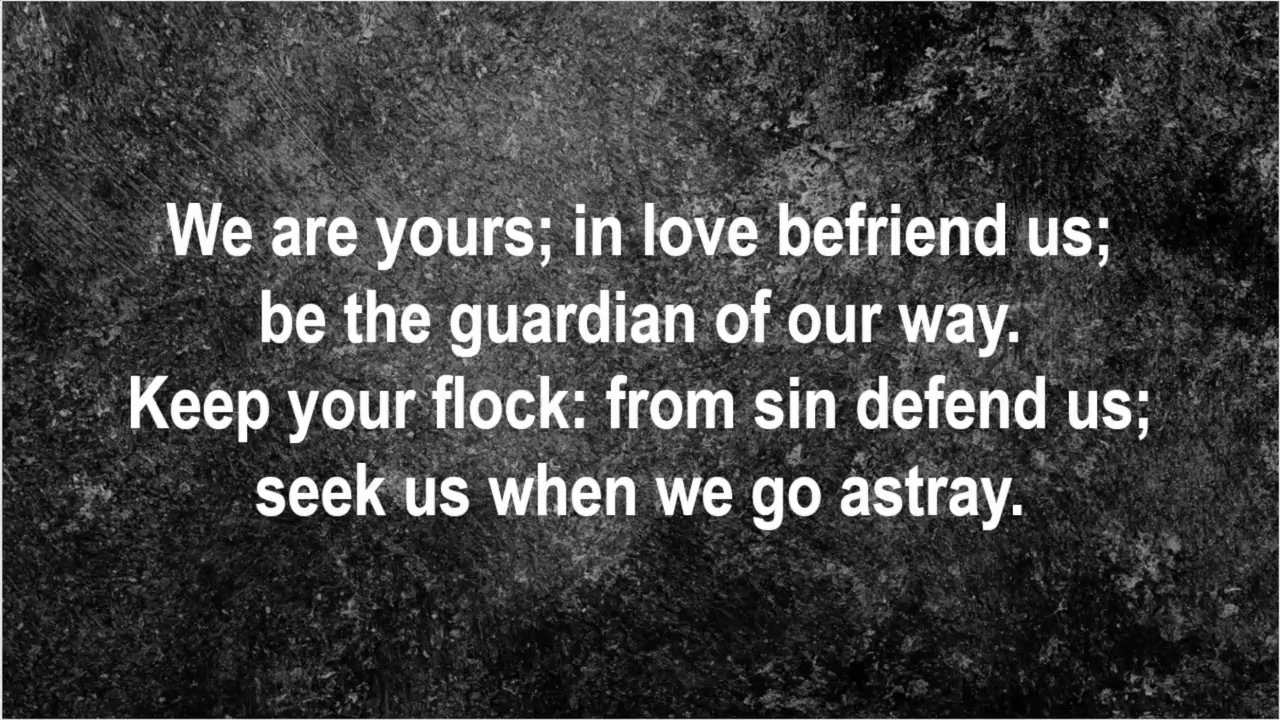 We are yours; in love befriend us;
be the guardian of our way.
Keep your flock: from sin defend us;
seek us when we go astray.